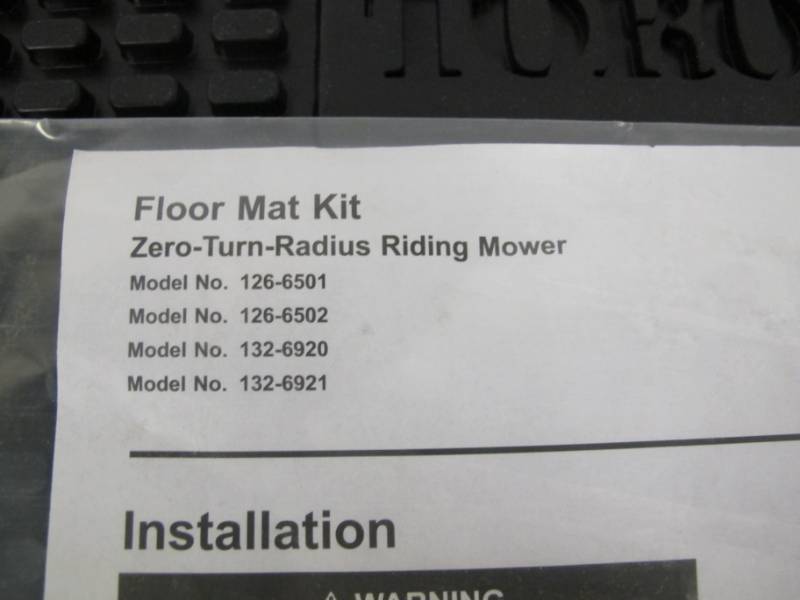 TORO
Floor Mat Kit
Zero-Turn-Radius Riding Mower
Model No. 126-6501
Model No. 126-6502
Model No. 132-6920
Model No. 132-6921
Installation
⚠ WARNING